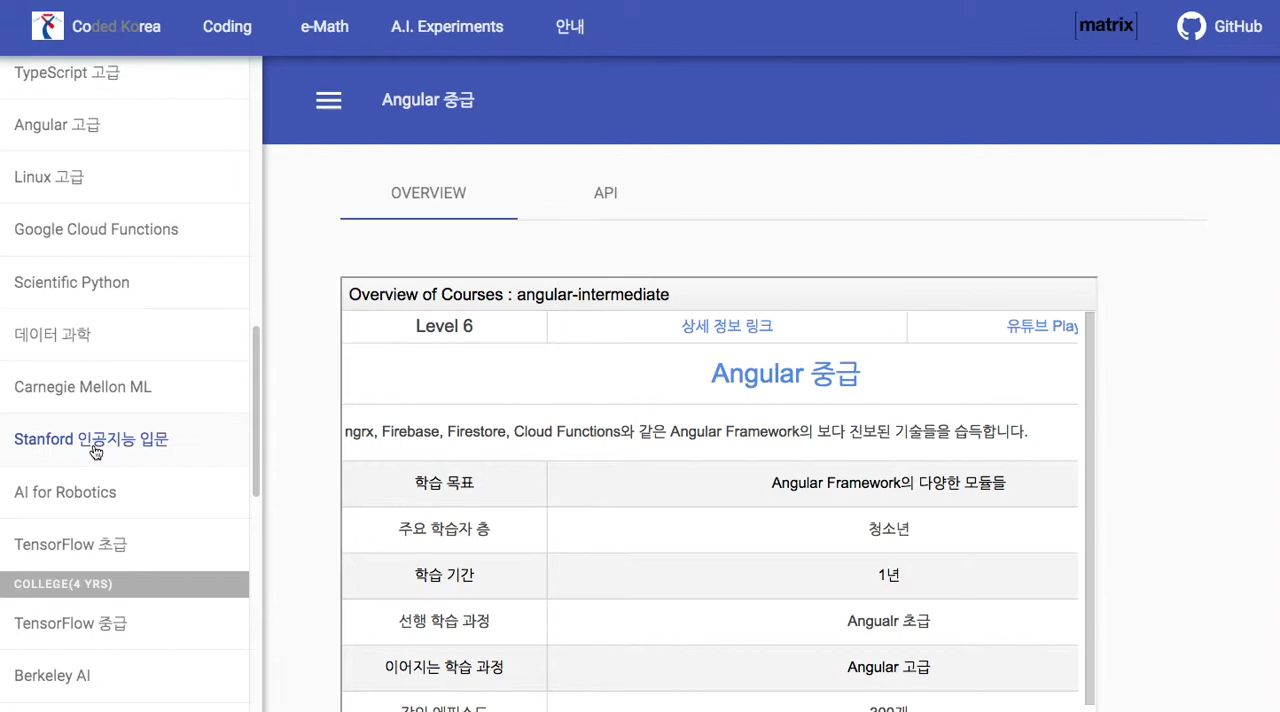 Coded Korea
Coding
e-Math
A.I. Experiments
안내
matrix
GitHub
TypeScript 고급
Angular 고급
Linux 고급
Google Cloud Functions
Scientific Python
데이터 과학
Carnegie Mellon ML
Stanford 인공지능 입문
AI for Robotics
TensorFlow 초급
COLLEGE(4 YRS)
TensorFlow 중급
Berkeley AI
Angular 중급
OVERVIEW
API
Overview of Courses : angular-intermediate
Level 6
상세 정보 링크
유튜브 Play
Angular 중급
ngrx, Firebase, Firestore, Cloud Functions와 같은 Angular Framework의 보다 진보된 기술들을 습득합니다.
학습 목표
Angular Framework의 다양한 모듈들
주요 학습자 층
청소년
학습 기간
1년
선행 학습 과정
Angualr 초급
이어지는 학습 과정
Angular 고급